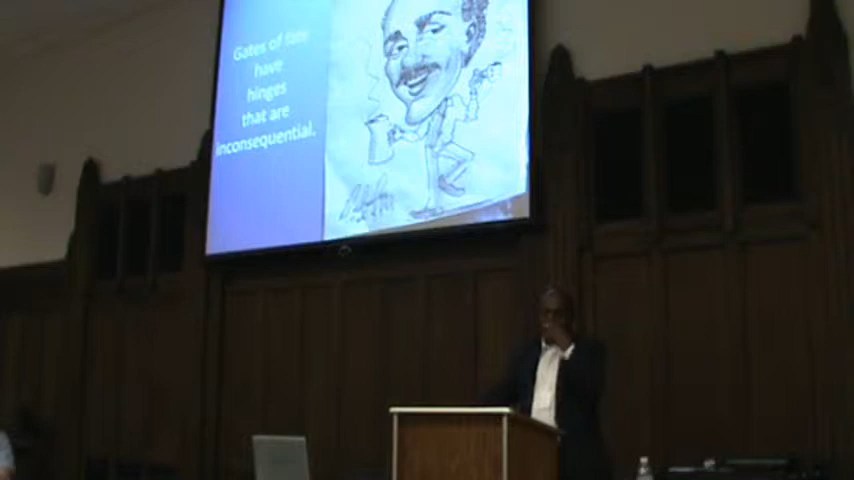 Gates of fate
have
hinges
that are
inconsequential.